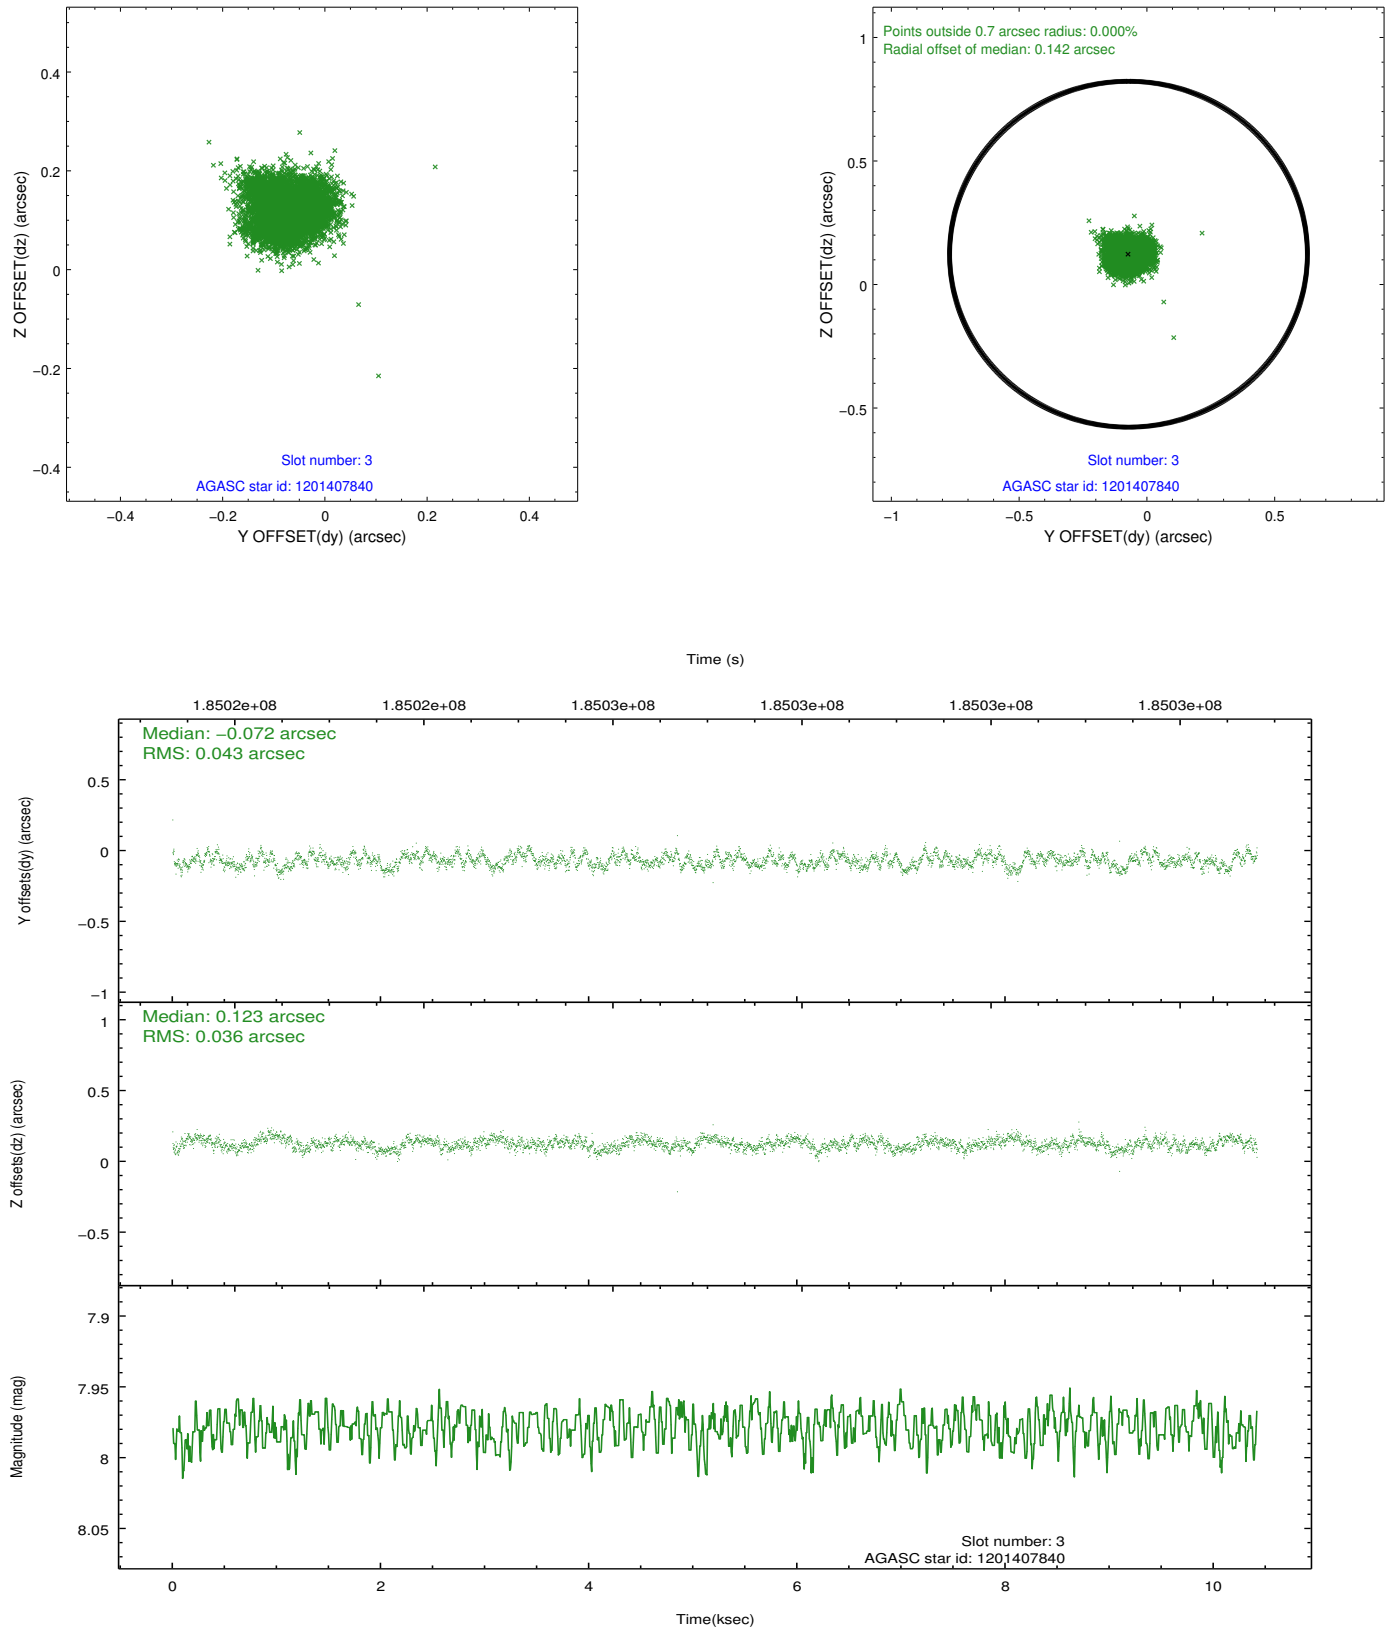 0.4
0.2
0
−0.2
−0.4
Z OFFSET(dz) (arcsec)
Slot number: 3
AGASC star id: 1201407840
−0.4 −0.2 0 0.2 0.4
Y OFFSET(dy) (arcsec)
Points outside 0.7 arcsec radius: 0.000%
Radial offset of median: 0.142 arcsec
1
0.5
0
−0.5
Z OFFSET(dz) (arcsec)
Slot number: 3
AGASC star id: 1201407840
−1 −0.5 0 0.5
Y OFFSET(dy) (arcsec)
Time (s)
1.8502e+08 1.8502e+08 1.8503e+08 1.8503e+08 1.8503e+08 1.8503e+08
Median: −0.072 arcsec
RMS: 0.043 arcsec
0.5
0
−0.5
−1
Y offsets(dy) (arcsec)
Median: 0.123 arcsec
RMS: 0.036 arcsec
1
0.5
0
−0.5
Z offsets(dz) (arcsec)
7.9
7.95
8
8.05
Magnitude (mag)
Slot number: 3
AGASC star id: 1201407840
0 2 4 6 8 10
Time(ksec)